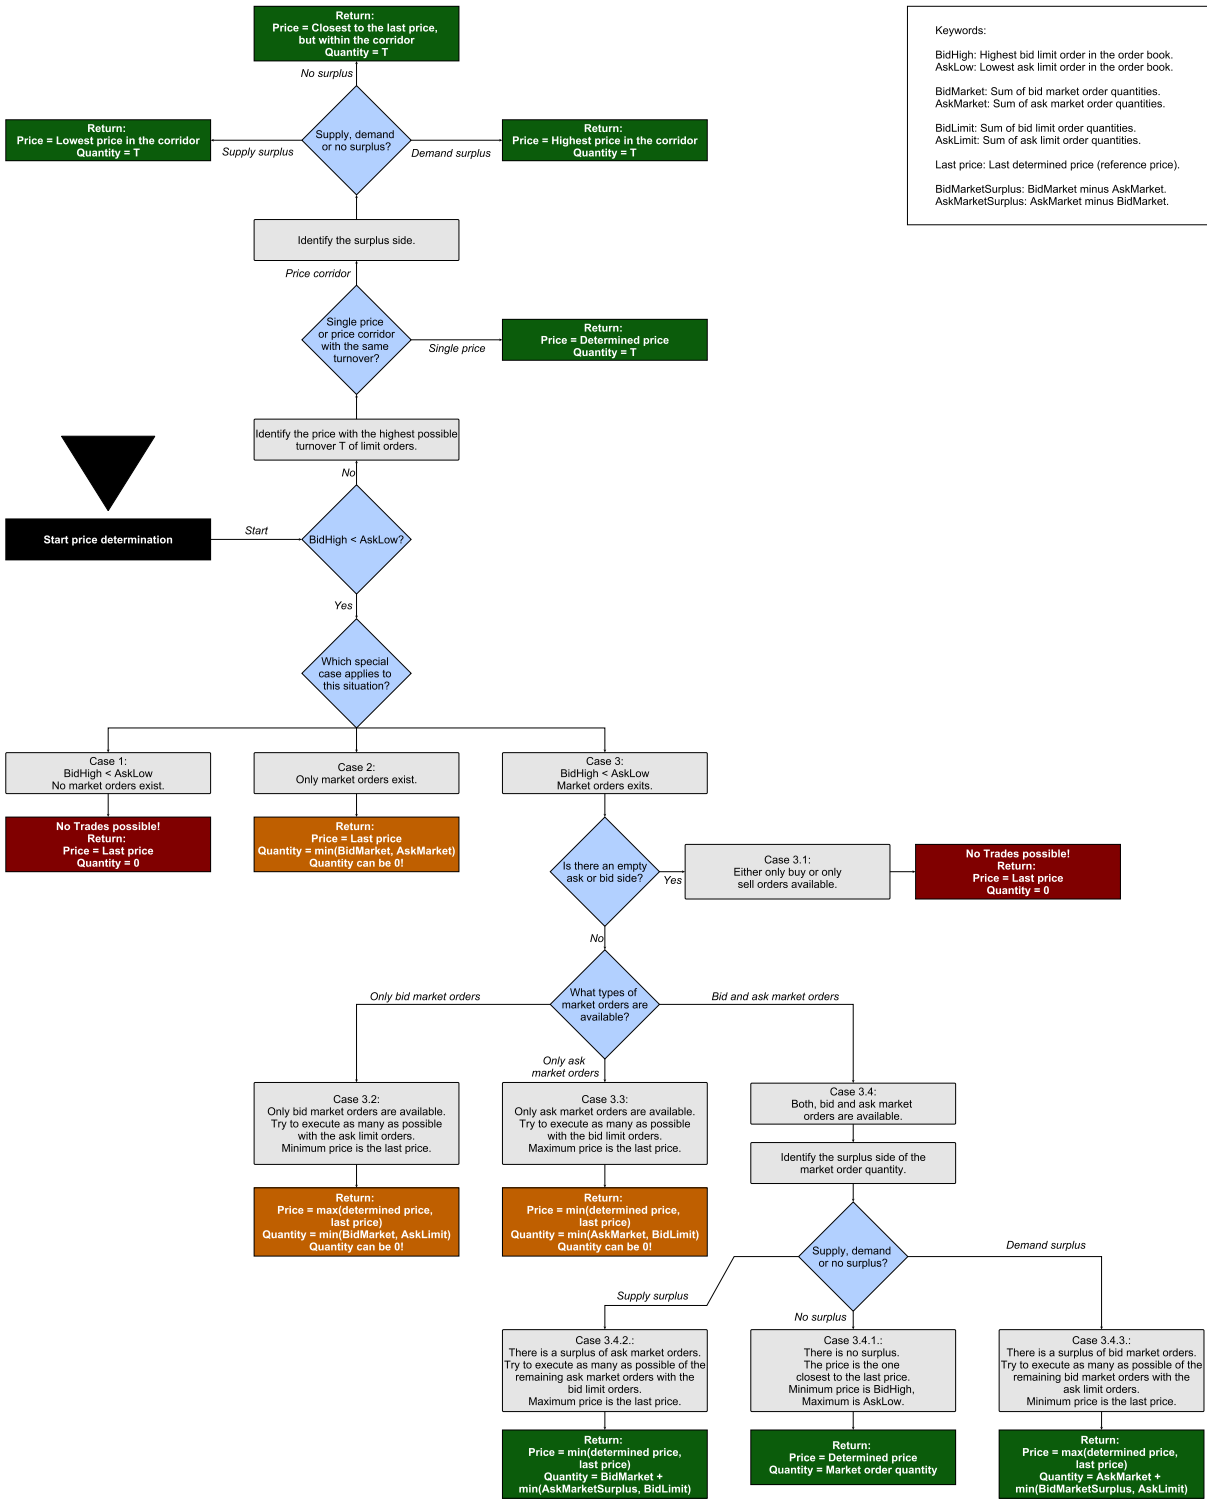 Return:
Price = Closest to the last price,
but within the corridor
Quantity = T
Keywords:
BidHigh: Highest bid limit order in the order book.
AskLow: Lowest ask limit order in the order book.
BidMarket: Sum of bid market order quantities.
AskMarket: Sum of ask market order quantities.
BidLimit: Sum of bid limit order quantities.
AskLimit: Sum of ask limit order quantities.
Last price: Last determined price (reference price).
BidMarketSurplus: BidMarket minus AskMarket.
AskMarketSurplus: AskMarket minus BidMarket.
No surplus
Return:
Price = Lowest price in the corridor
Quantity = T
Supply surplus
Supply, demand
or no surplus?
Demand surplus
Return:
Price = Highest price in the corridor
Quantity = T
Identify the surplus side.
Price corridor
Single price
or price corridor
with the same
turnover?
Single price
Return:
Price = Determined price
Quantity = T
Identify the price with the highest possible
turnover T of limit orders.
No
Start price determination
Start
BidHigh < AskLow?
Yes
Which special
case applies to
this situation?
Case 1:
BidHigh < AskLow
No market orders exist.
Case 2:
Only market orders exist.
Case 3:
BidHigh < AskLow
Market orders exits.
No Trades possible!
Return:
Price = Last price
Quantity = 0
Return:
Price = Last price
Quantity = min(BidMarket, AskMarket)
Quantity can be 0!
Is there an empty
ask or bid side?
Yes
Case 3.1:
Either only buy or only
sell orders available.
No Trades possible!
Return:
Price = Last price
Quantity = 0
No
What types of
market orders are
available?
Only bid market orders
Bid and ask market orders
Only ask
market orders
Case 3.2:
Only bid market orders are available.
Try to execute as many as possible
with the ask limit orders.
Minimum price is the last price.
Case 3.3:
Only ask market orders are available.
Try to execute as many as possible
with the bid limit orders.
Maximum price is the last price.
Case 3.4:
Both, bid and ask market
orders are available.
Identify the surplus side of the
market order quantity.
Return:
Price = max(determined price,
last price)
Quantity = min(BidMarket, AskLimit)
Quantity can be 0!
Return:
Price = min(determined price,
last price)
Quantity = min(AskMarket, BidLimit)
Quantity can be 0!
Supply, demand
or no surplus?
Demand surplus
Supply surplus
No surplus
Case 3.4.2.:
There is a surplus of ask market orders.
Try to execute as many as possible of the
remaining ask market orders with the
bid limit orders.
Maximum price is the last price.
Case 3.4.1.:
There is no surplus.
The price is the one
closest to the last price.
Minimum price is BidHigh,
Maximum is AskLow.
Case 3.4.3.:
There is a surplus of bid market orders.
Try to execute as many as possible of the
remaining bid market orders with the
ask limit orders.
Minimum price is the last price.
Return:
Price = min(determined price,
last price)
Quantity = BidMarket +
min(AskMarketSurplus, BidLimit)
Return:
Price = Determined price
Quantity = Market order quantity
Return:
Price = max(determined price,
last price)
Quantity = AskMarket +
min(BidMarketSurplus, AskLimit)